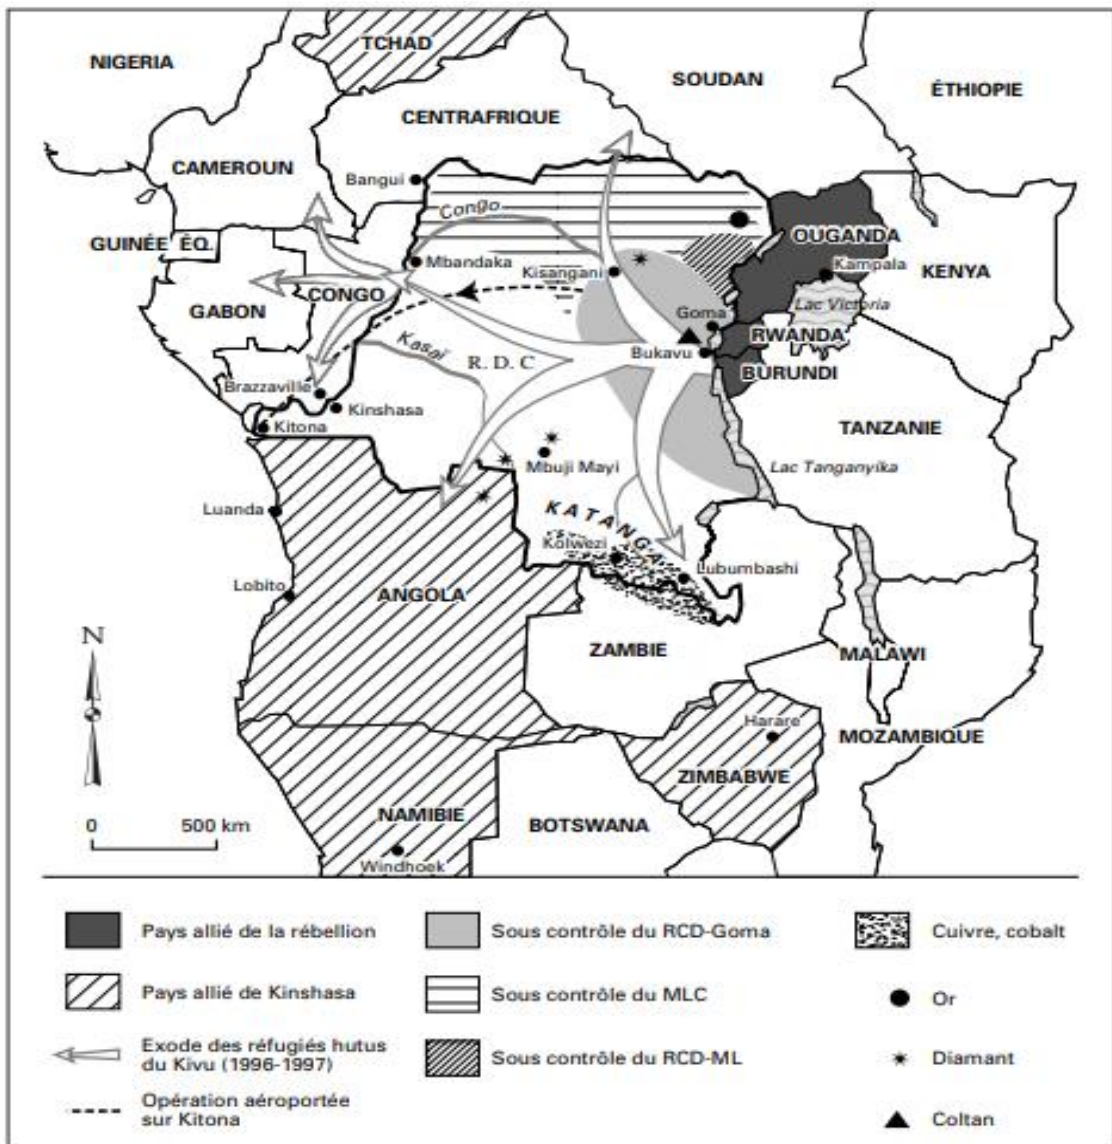 TCHAD
NIGERIA
SOUDAN
ÉTHIOPIE
CENTRAFRIQUE
CAMEROUN
Bangui
Congo
OUGANDA
GUINÉE ÉQ.
Mbandaka
Kisangani
Kampala
KENYA
CONGO
GABON
Lac Victoria
Goma
RWANDA
Kasaï
R. D. C
Bukavu
BURUNDI
Brazzaville
Kinshasa
Kitona
TANZANIE
Mbuji Mayi
Lac Tanganyika
Luanda
KATANGA
Kolwezi
Lubumbashi
Lobito
ANGOLA
N
ZAMBIE
MALAWI
Harare
MOZAMBIQUE
ZIMBABWE
0 500 km
NAMIBIE
BOTSWANA
Windhoek
Pays allié de la rébellion
Sous contrôle du RCD-Goma
Cuivre, cobalt
Pays allié de Kinshasa
Sous contrôle du MLC
Or
Exode des réfugiés hutus
du Kivu (1996-1997)
Sous contrôle du RCD-ML
Diamant
Opération aéroportée
sur Kitona
Coltan